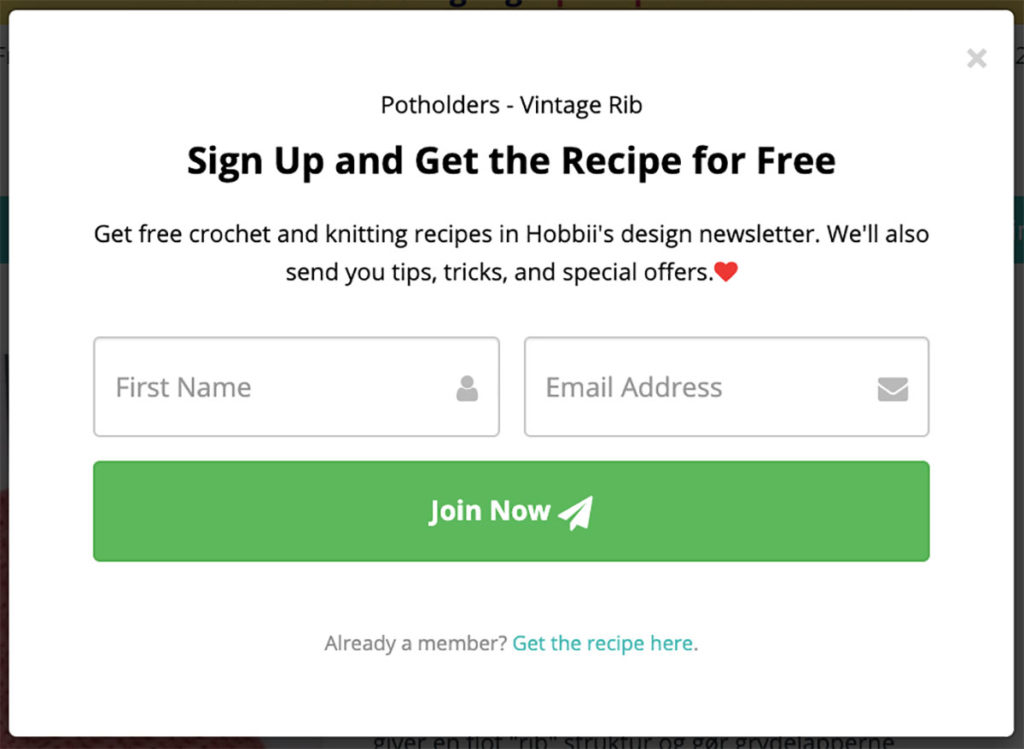 Potholders - Vintage Rib
Sign Up and Get the Recipe for Free
Get free crochet and knitting recipes in Hobbii's design newsletter. We'll also
send you tips, tricks, and special offers.❤
First Name
Email Address
Join Now
Already a member? Get the recipe here.
giver en flot "rib" struktur og gør grydelapperne